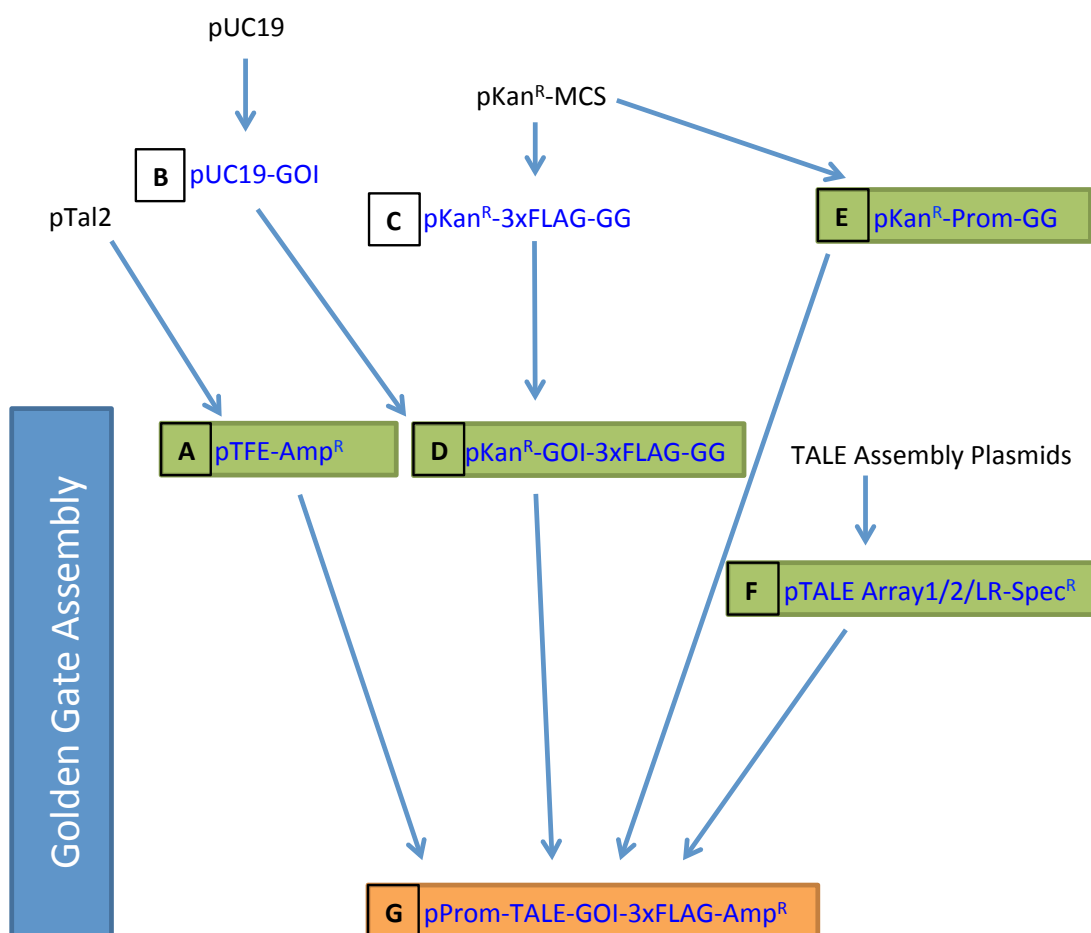 pUC19
pKanᴿ-MCS
B pUC19-GOI
pTal2
C pKanᴿ-3xFLAG-GG
E pKanᴿ-Prom-GG
A pTFE-Ampᴿ
D pKanᴿ-GOI-3xFLAG-GG
TALE Assembly Plasmids
F pTALE Array1/2/LR-Specᴿ
Golden Gate Assembly
G pProm-TALE-GOI-3xFLAG-Ampᴿ